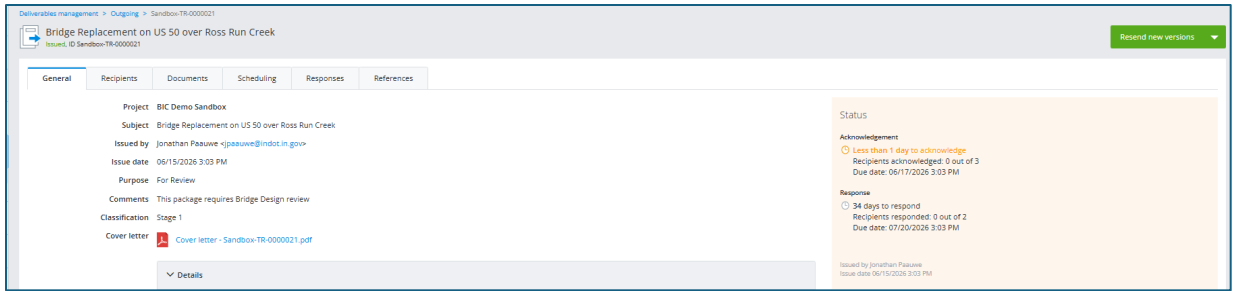 Deliverables management > Outgoing > Sandbox-TR-0000021
Bridge Replacement on US 50 over Ross Run Creek
Issued, ID Sandbox-TR-0000021
Resend new versions
General Recipients Documents Scheduling Responses References
Project BIC Demo Sandbox
Subject Bridge Replacement on US 50 over Ross Run Creek
Issued by Jonathan Paauwe <jpaauwe@indot.in.gov>
Issue date 06/15/2026 3:03 PM
Purpose For Review
Comments This package requires Bridge Design review
Classification Stage 1
Cover letter Cover letter - Sandbox-TR-0000021.pdf
Details
Status
Acknowledgement
Less than 1 day to acknowledge
Recipients acknowledged: 0 out of 3
Due date: 06/17/2026 3:03 PM
Response
34 days to respond
Recipients responded: 0 out of 2
Due date: 07/20/2026 3:03 PM
Issued by Jonathan Paauwe
Issue date 06/15/2026 3:03 PM